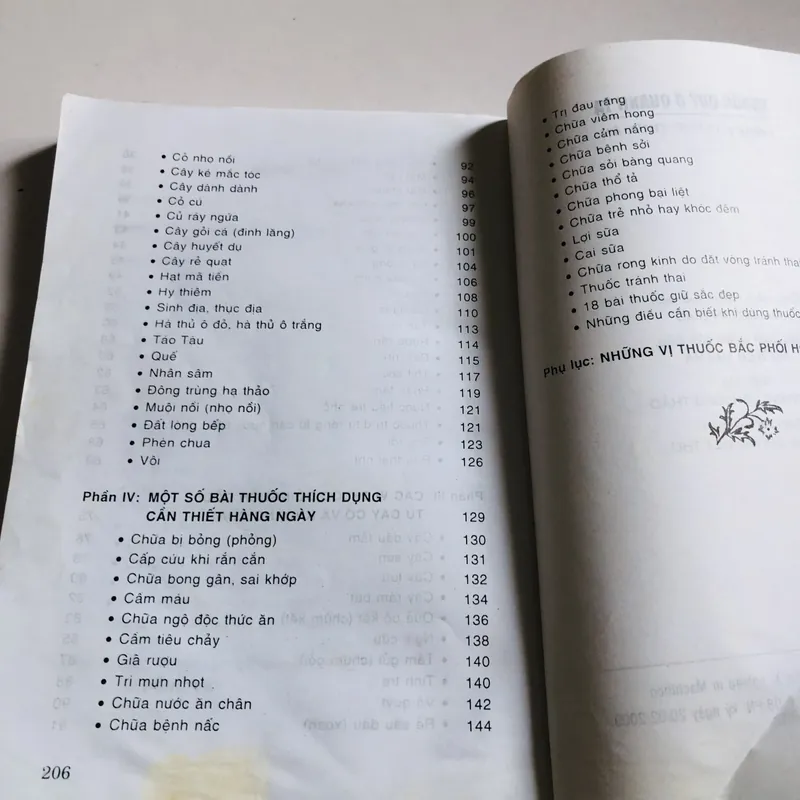 • Cỏ nhọ nồi 92
• Cây ké mắc tóc 94
• Cây dành dành 96
• Cỏ cú 97
• Củ ráy ngứa 99
• Cây gỏi cá (đinh lăng) 100
• Cây huyết dụ 101
• Cây rẻ quạt 104
• Hạt mã tiền 106
• Hy thiêm 108
• Sinh địa, thục địa 110
• Hà thủ ô đỏ, hà thủ ô trắng 113
• Táo Tàu 114
• Quế 115
• Nhân sâm 117
• Đông trùng hạ thảo 119
• Muội nồi (nhọ nồi) 121
• Đất lòng bếp 121
• Phèn chua 123
• Vôi 126
Phần IV: MỘT SỐ BÀI THUỐC THÍCH DỤNG
CẦN THIẾT HÀNG NGÀY 129
• Chữa bị bỏng (phỏng) 130
• Cấp cứu khi rắn cắn 131
• Chữa bong gân, sai khớp 132
• Cầm máu 134
• Chữa ngộ độc thức ăn 136
• Cầm tiêu chảy 138
• Giã rượu 140
• Trị mụn nhọt 140
• Chữa nước ăn chân 142
• Chữa bệnh nấc 144
206
• Trị đau răng
• Chữa viêm họng
• Chữa cảm nắng
• Chữa bệnh sởi
• Chữa sỏi bàng quang
• Chữa thổ tả
• Chữa phong bại liệt
• Chữa trẻ nhỏ hay khóc đêm
• Lợi sữa
• Cai sữa
• Chữa rong kinh do đặt vòng tránh thai
• Thuốc tránh thai
• 18 bài thuốc giữ sắc đẹp
• Những điều cần biết khi dùng thuốc
Phụ lục: NHỮNG VỊ THUỐC BẮC PHỐI